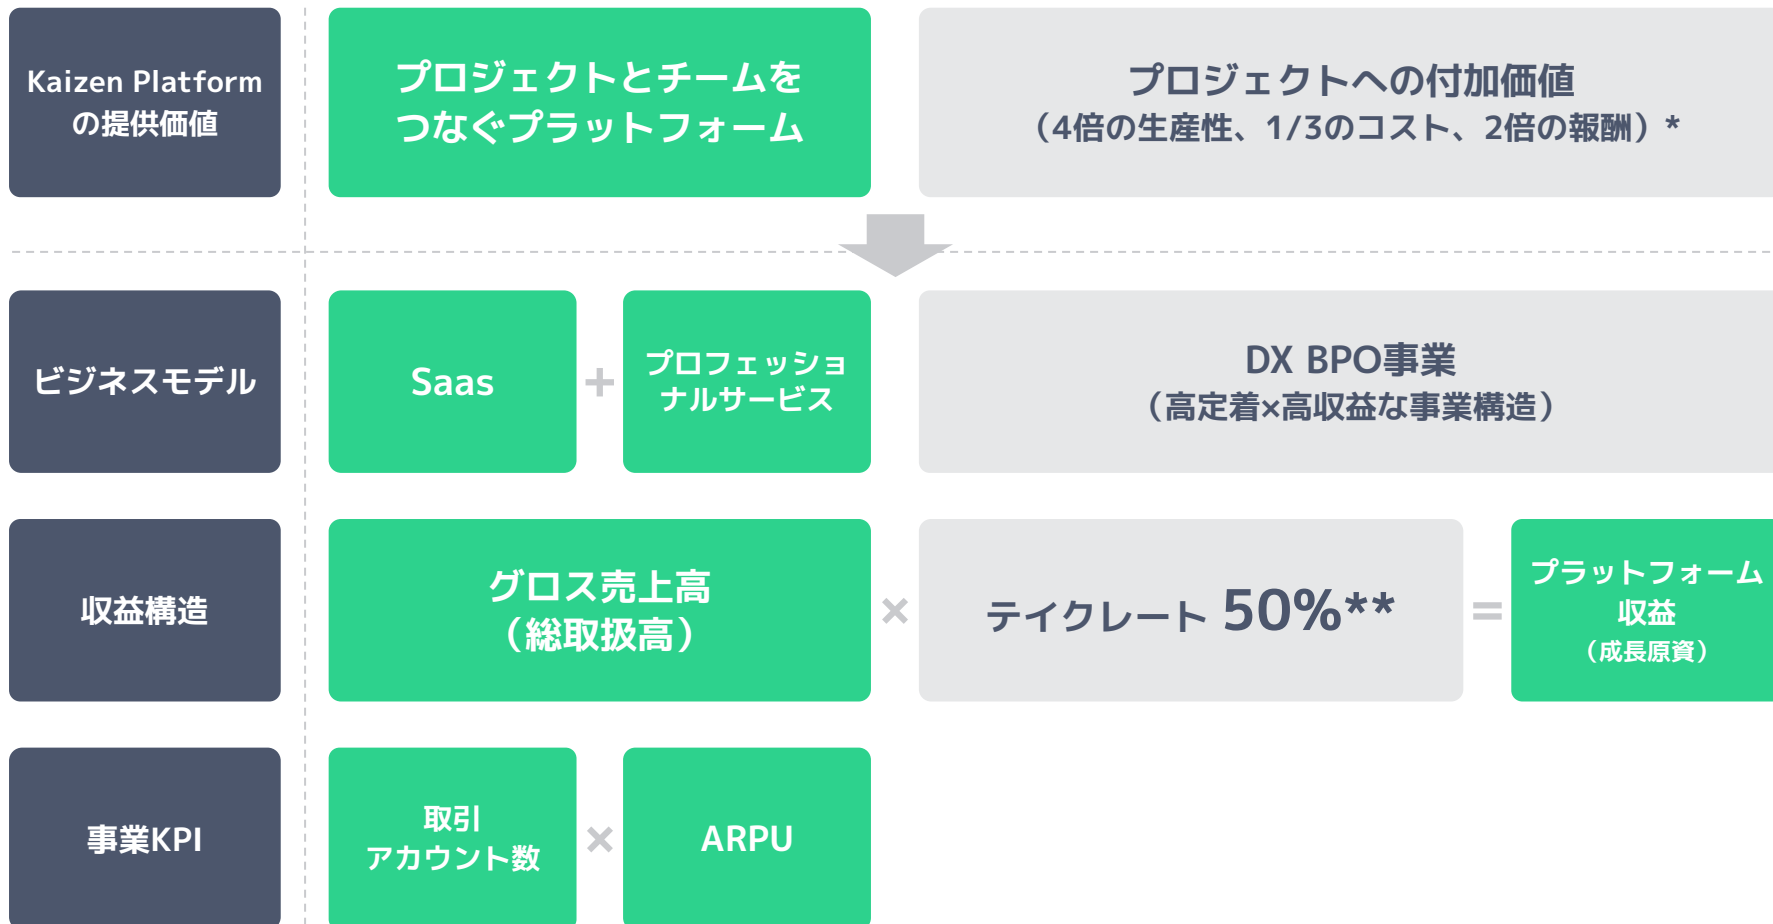 Kaizen Platform
の提供価値
プロジェクトとチームを
つなぐプラットフォーム
プロジェクトへの付加価値
（4倍の生産性、1/3のコスト、2倍の報酬）*
ビジネスモデル
Saas
+
プロフェッショ
ナルサービス
DX BPO事業
（高定着×高収益な事業構造）
収益構造
グロス売上高
（総取扱高）
×
テイクレート 50%**
=
プラットフォーム
収益
（成長原資）
事業KPI
取引
アカウント数
×
ARPU